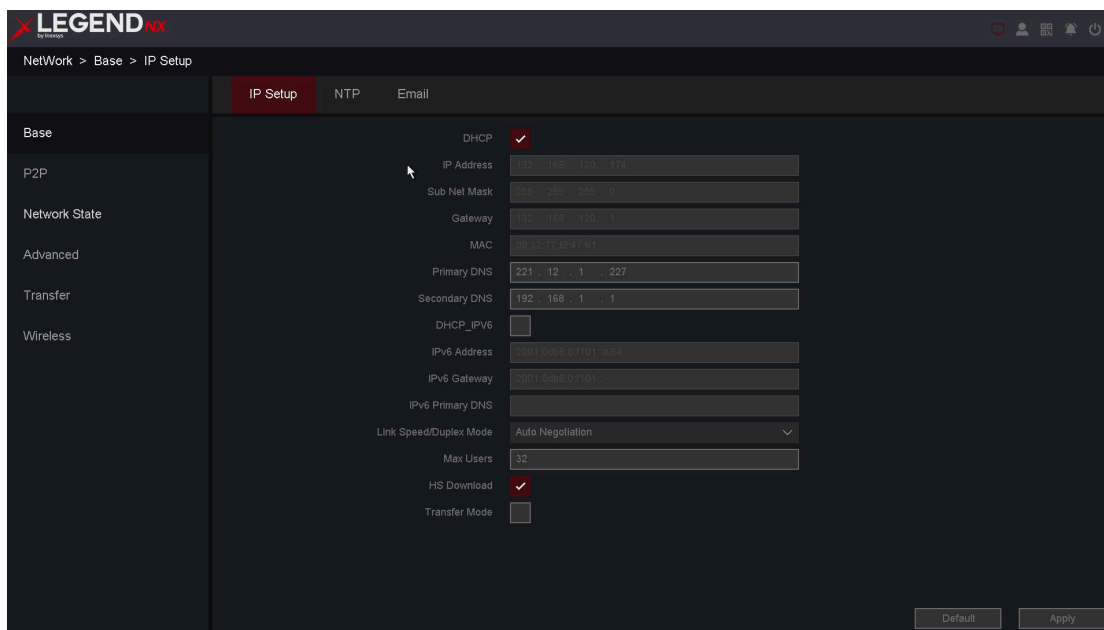 LEGEND NX
by Inaxsys
NetWork > Base > IP Setup
IP Setup NTP Email
Base
P2P
Network State
Advanced
Transfer
Wireless
DHCP
IP Address 192 . 168 . 120 . 174
Sub Net Mask 255 . 255 . 255 . 0
Gateway 192 . 168 . 120 . 1
MAC
Primary DNS 221 . 12 . 1 . 227
Secondary DNS 192 . 168 . 1 . 1
DHCP_IPV6
IPv6 Address
IPv6 Gateway
IPv6 Primary DNS
Link Speed/Duplex Mode Auto Negotiation
Max Users 32
HS Download
Transfer Mode
Default Apply